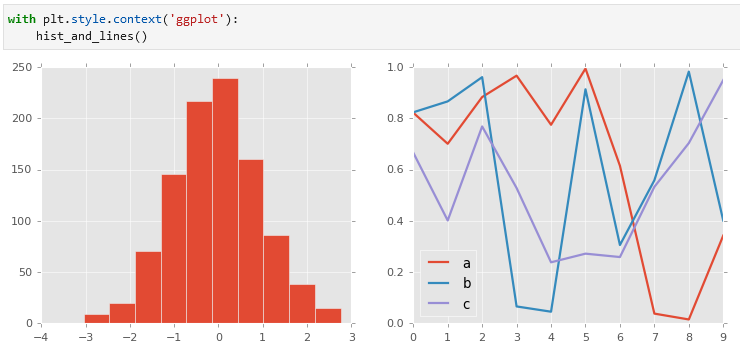 with plt.style.context('ggplot'):
    hist_and_lines()
250
200
150
100
50
0
−4 −3 −2 −1 0 1 2 3
1.0
0.8
0.6
0.4
0.2
0.0
a
b
c
0 1 2 3 4 5 6 7 8 9